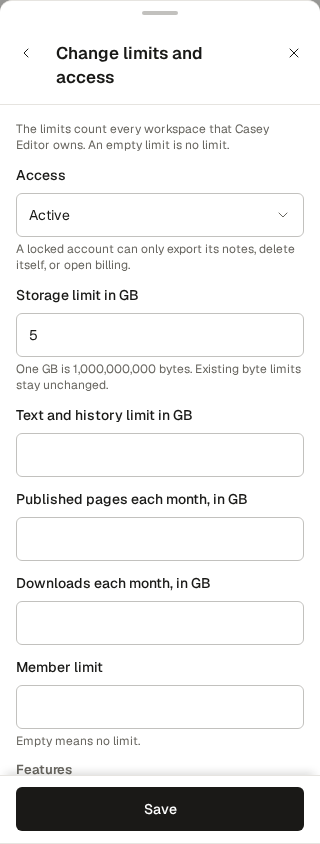 Change limits and
access
The limits count every workspace that Casey
Editor owns. An empty limit is no limit.
Access
Active
A locked account can only export its notes, delete
itself, or open billing.
Storage limit in GB
5
One GB is 1,000,000,000 bytes. Existing byte limits
stay unchanged.
Text and history limit in GB
Published pages each month, in GB
Downloads each month, in GB
Member limit
Empty means no limit.
Features
Save